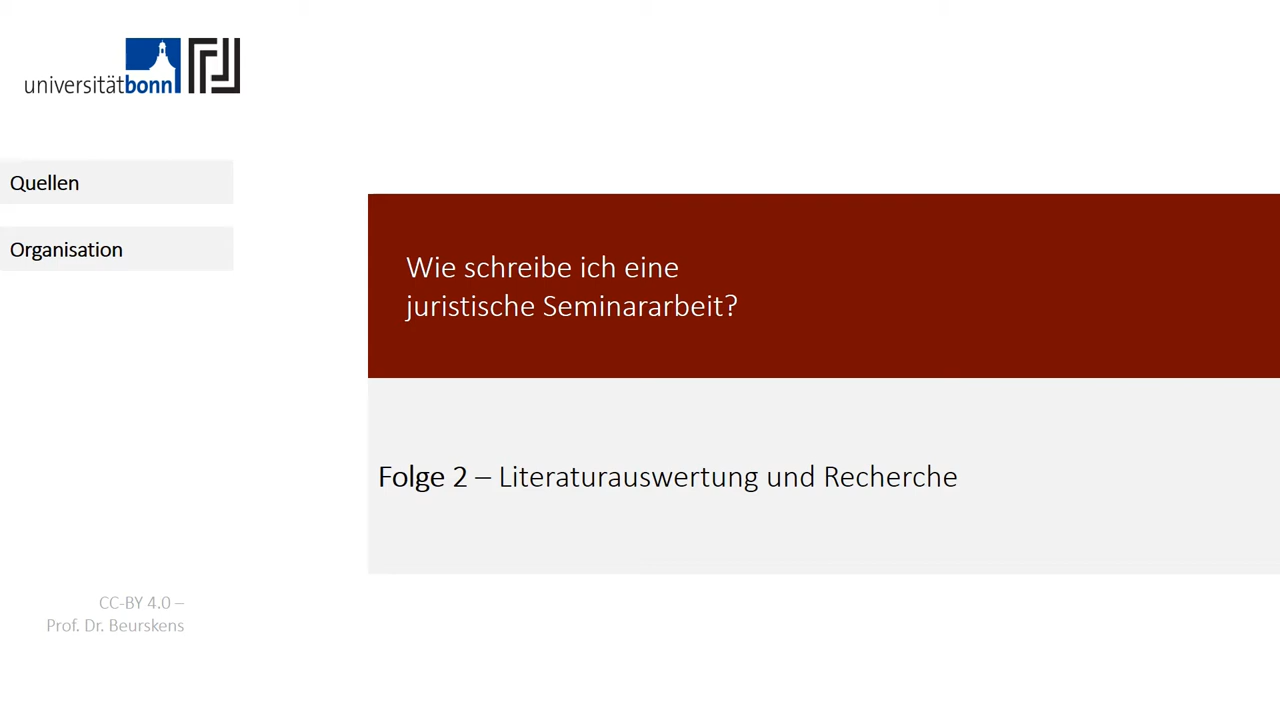 universitätbonn
Quellen
Organisation
Wie schreibe ich eine
juristische Seminararbeit?
Folge 2 – Literaturauswertung und Recherche
CC-BY 4.0 –
Prof. Dr. Beurskens